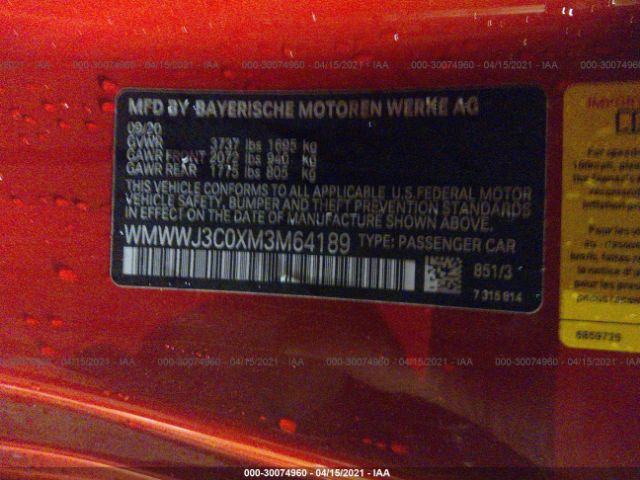 000-30074960 - 04/15/2021 - IAA
MFD BY BAYERISCHE MOTOREN WERKE AG
09/20
GVWR 3737 lbs 1695 kg
GAWR FRONT 2072 lbs 940 kg
GAWR REAR 1775 lbs 805 kg
THIS VEHICLE CONFORMS TO ALL APPLICABLE U.S. FEDERAL MOTOR
VEHICLE SAFETY, BUMPER AND THEFT PREVENTION STANDARDS
IN EFFECT ON THE DATE OF MANUFACTURE SHOWN ABOVE.
WMWWJ3C0XM3M64189 TYPE: PASSENGER CAR
851/3
7 315 914
6859729
000-30074960 - 04/15/2021 - IAA
000-30074960 - 04/15/2021 - IAA